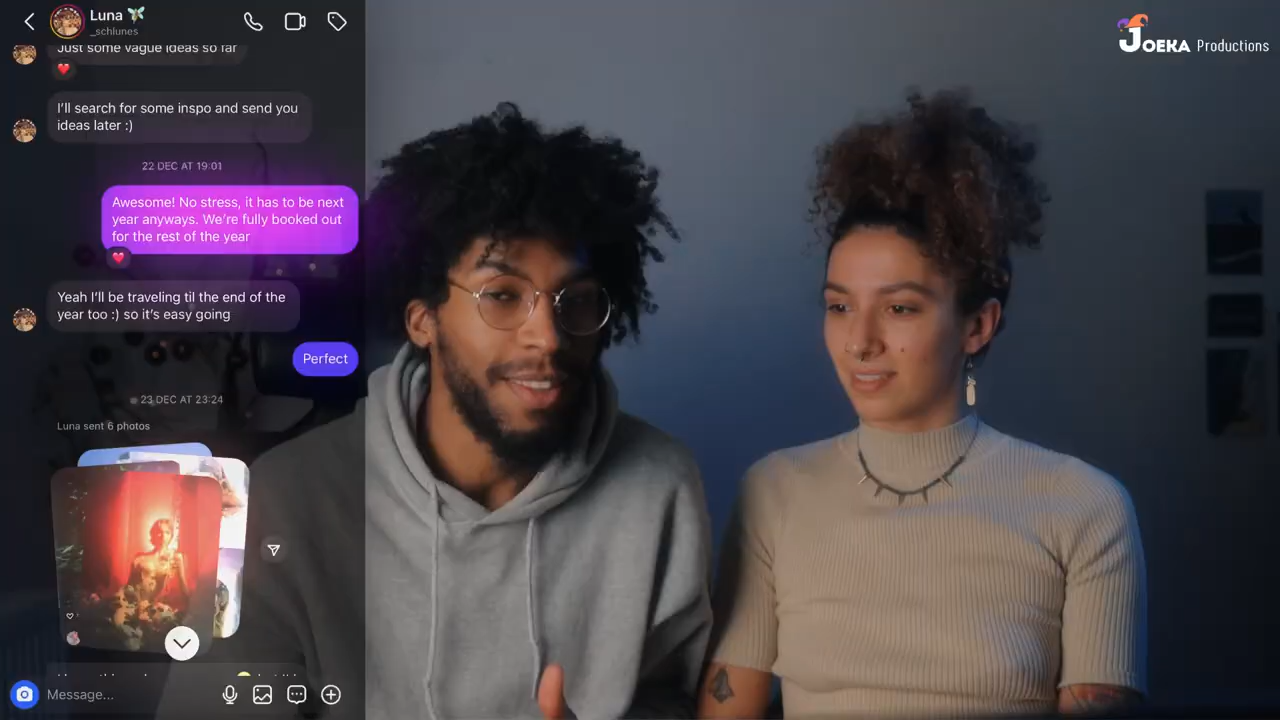 Luna
_schlunes
Just some vague ideas so far
I'll search for some inspo and send you
ideas later :)
22 DEC AT 19:01
Awesome! No stress, it has to be next
year anyways. We're fully booked out
for the rest of the year
Yeah I'll be traveling til the end of the
year too :) so it's easy going
Perfect
23 DEC AT 23:24
Luna sent 6 photos
Message...
JOEKA Productions